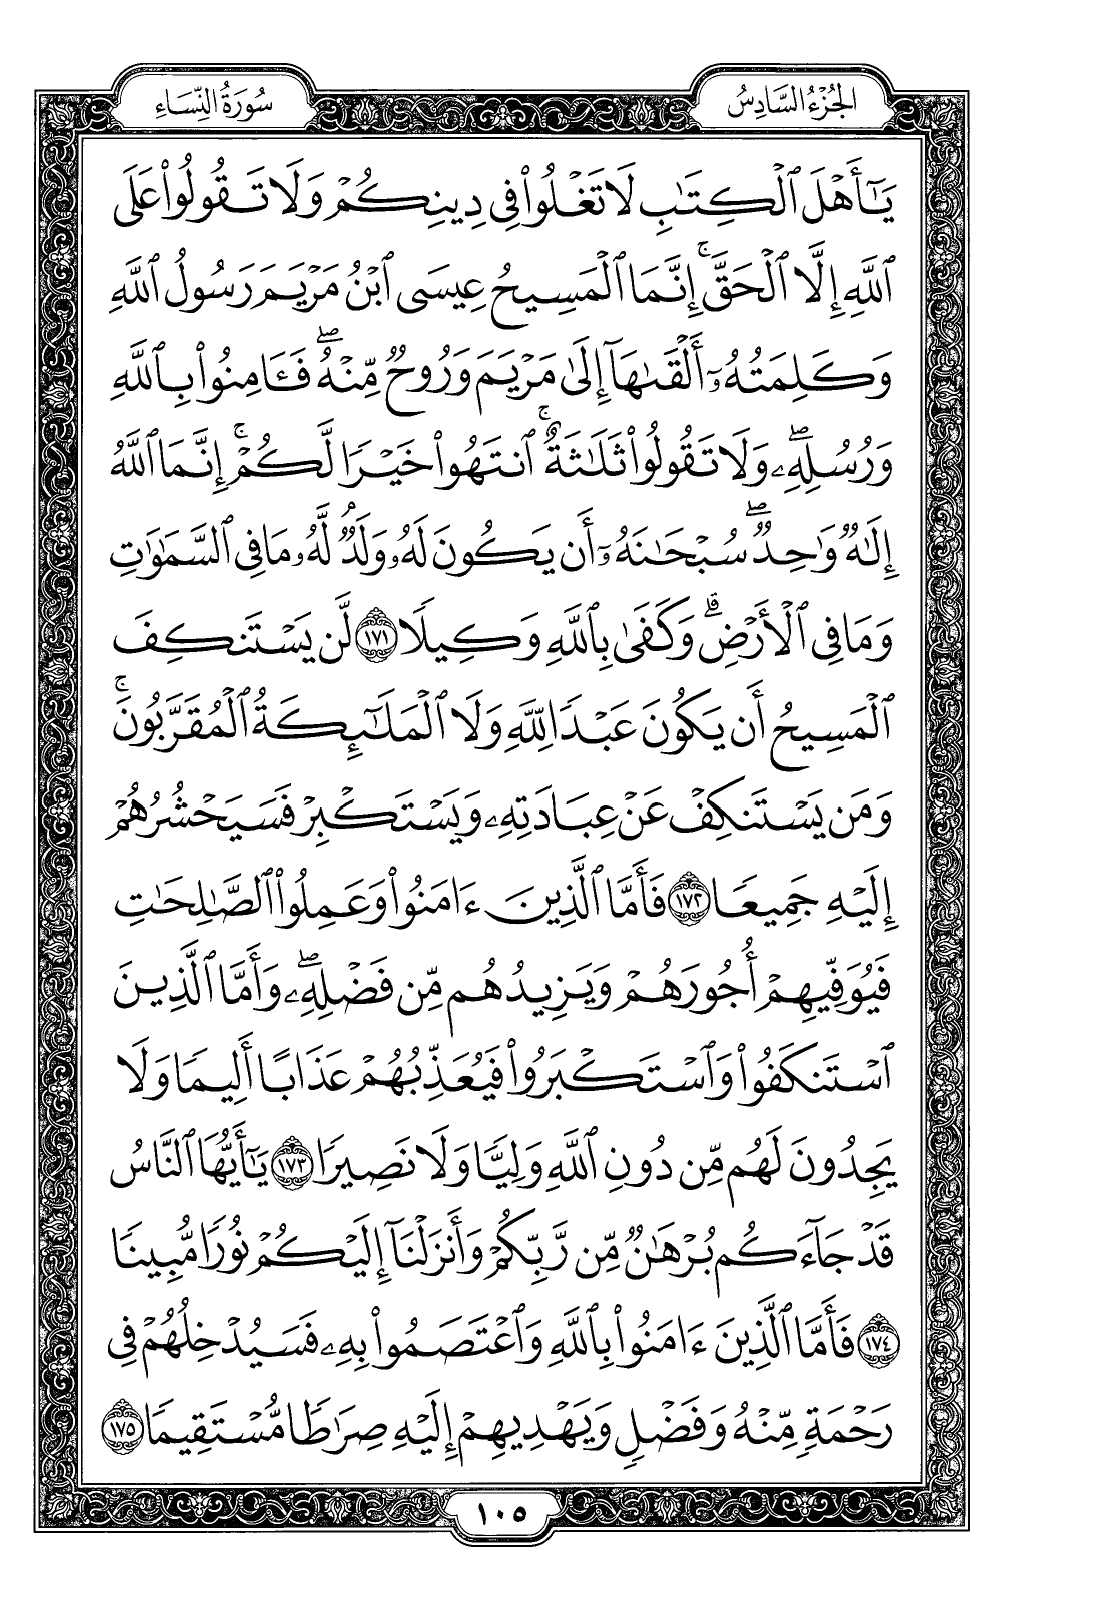 الجُزْءُ السَّادِسُ
سُورَةُ النِّسَاءِ
يَـٰٓأَهْلَ ٱلْكِتَـٰبِ لَا تَغْلُوا۟ فِى دِينِكُمْ وَلَا تَقُولُوا۟ عَلَى
ٱللَّهِ إِلَّا ٱلْحَقَّ ۚ إِنَّمَا ٱلْمَسِيحُ عِيسَى ٱبْنُ مَرْيَمَ رَسُولُ ٱللَّهِ
وَكَلِمَتُهُۥٓ أَلْقَىٰهَآ إِلَىٰ مَرْيَمَ وَرُوحٌ مِّنْهُ ۖ فَـَٔامِنُوا۟ بِٱللَّهِ
وَرُسُلِهِۦ ۖ وَلَا تَقُولُوا۟ ثَلَـٰثَةٌ ۚ ٱنتَهُوا۟ خَيْرًا لَّكُمْ ۚ إِنَّمَا ٱللَّهُ
إِلَـٰهٌ وَٰحِدٌ ۖ سُبْحَـٰنَهُۥٓ أَن يَكُونَ لَهُۥ وَلَدٌ ۘ لَّهُۥ مَا فِى ٱلسَّمَـٰوَٰتِ
وَمَا فِى ٱلْأَرْضِ ۗ وَكَفَىٰ بِٱللَّهِ وَكِيلًا ١٧١ لَّن يَسْتَنكِفَ
ٱلْمَسِيحُ أَن يَكُونَ عَبْدًا لِّلَّهِ وَلَا ٱلْمَلَـٰٓئِكَةُ ٱلْمُقَرَّبُونَ ۚ
وَمَن يَسْتَنكِفْ عَنْ عِبَادَتِهِۦ وَيَسْتَكْبِرْ فَسَيَحْشُرُهُمْ
إِلَيْهِ جَمِيعًا ١٧٢ فَأَمَّا ٱلَّذِينَ ءَامَنُوا۟ وَعَمِلُوا۟ ٱلصَّـٰلِحَـٰتِ
فَيُوَفِّيهِمْ أُجُورَهُمْ وَيَزِيدُهُم مِّن فَضْلِهِۦ ۖ وَأَمَّا ٱلَّذِينَ
ٱسْتَنكَفُوا۟ وَٱسْتَكْبَرُوا۟ فَيُعَذِّبُهُمْ عَذَابًا أَلِيمًا وَلَا
يَجِدُونَ لَهُم مِّن دُونِ ٱللَّهِ وَلِيًّا وَلَا نَصِيرًا ١٧٣ يَـٰٓأَيُّهَا ٱلنَّاسُ
قَدْ جَآءَكُم بُرْهَـٰنٌ مِّن رَّبِّكُمْ وَأَنزَلْنَآ إِلَيْكُمْ نُورًا مُّبِينًا
١٧٤ فَأَمَّا ٱلَّذِينَ ءَامَنُوا۟ بِٱللَّهِ وَٱعْتَصَمُوا۟ بِهِۦ فَسَيُدْخِلُهُمْ فِى
رَحْمَةٍ مِّنْهُ وَفَضْلٍ وَيَهْدِيهِمْ إِلَيْهِ صِرَٰطًا مُّسْتَقِيمًا ١٧٥
١٠٥